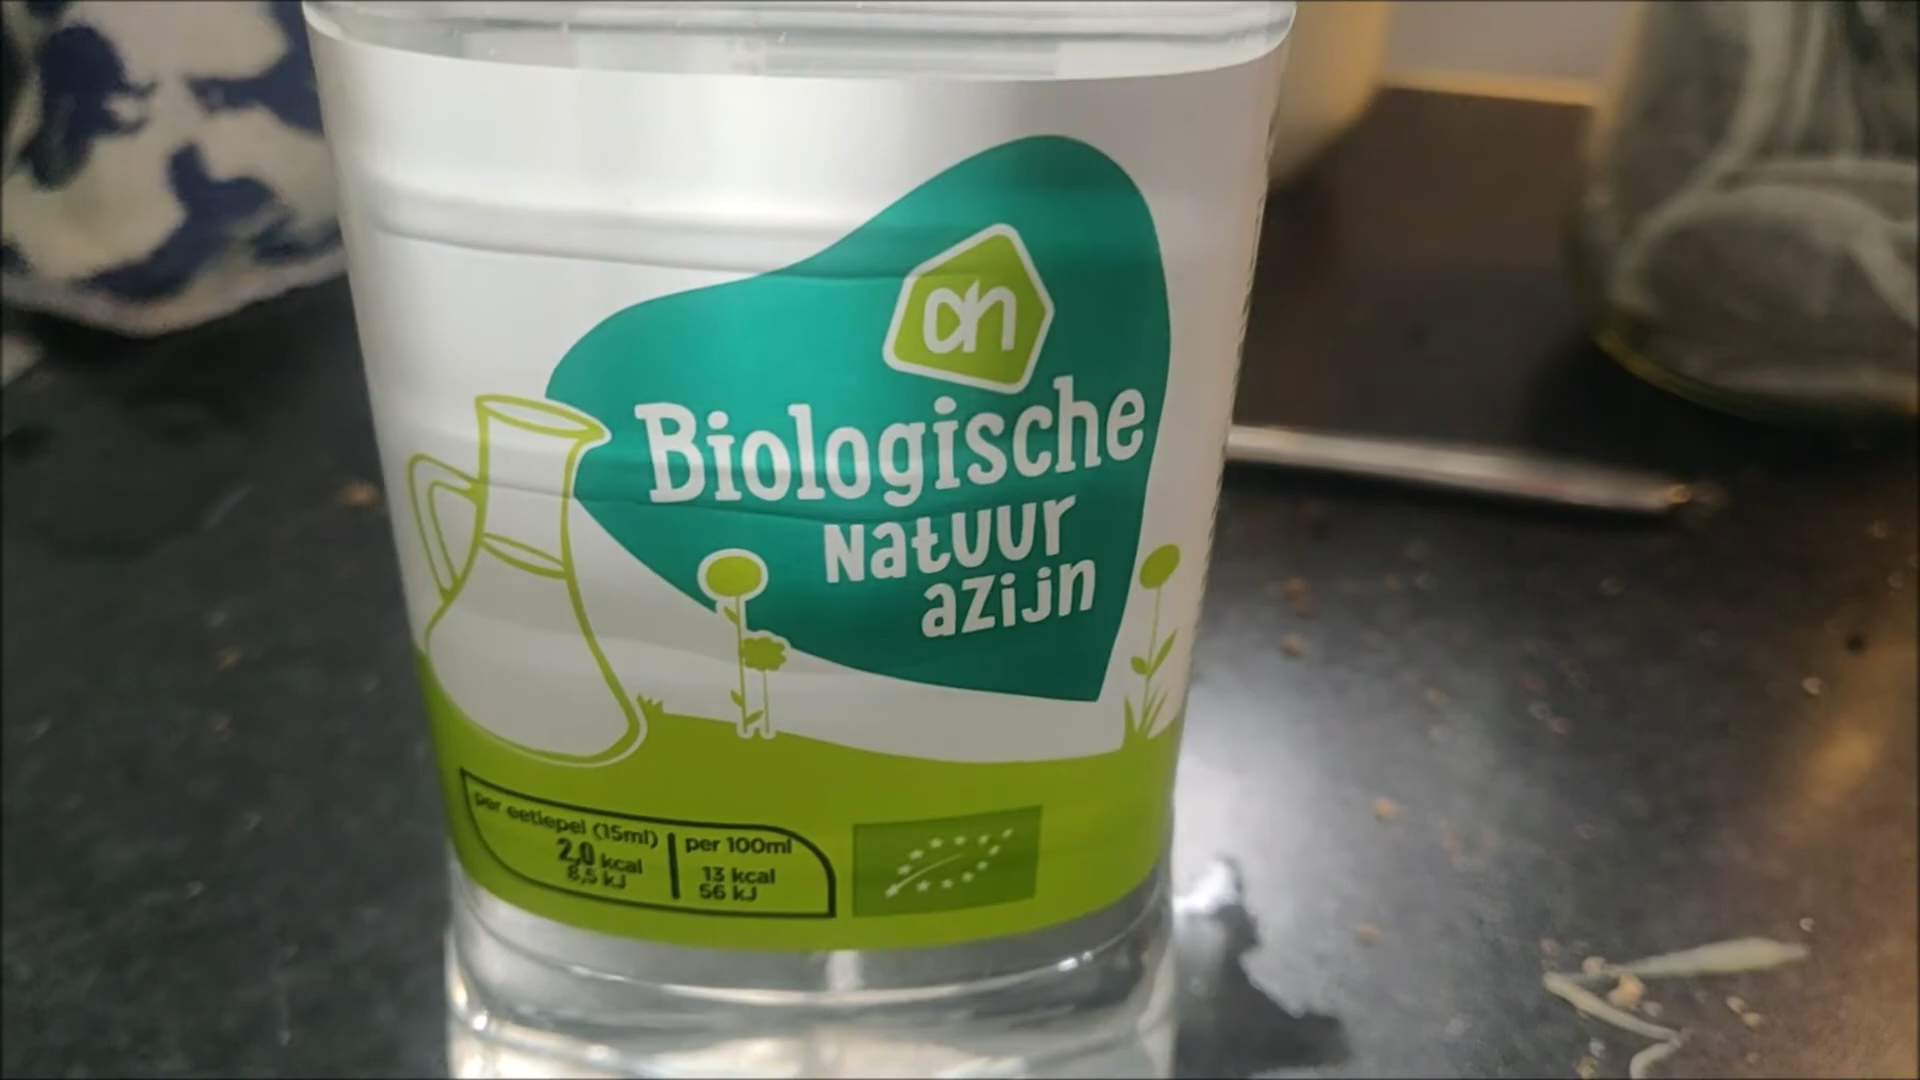 ah
Biologische
Natuur
azijn
per eetlepel (15ml)
2,0 kcal
8,5 kJ
per 100ml
13 kcal
56 kJ